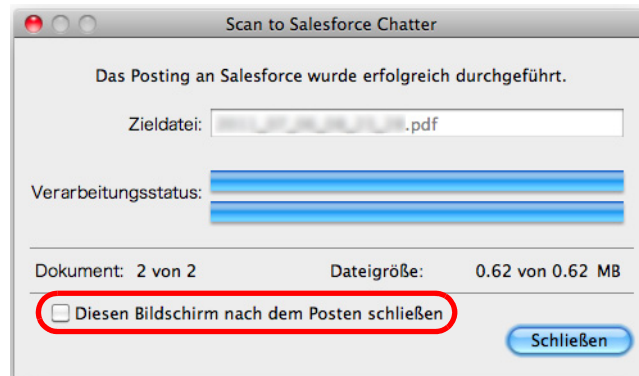 Scan to Salesforce Chatter
Das Posting an Salesforce wurde erfolgreich durchgeführt.
Zieldatei: .pdf
Verarbeitungsstatus:
Dokument: 2 von 2 Dateigröße: 0.62 von 0.62 MB
Diesen Bildschirm nach dem Posten schließen
Schließen